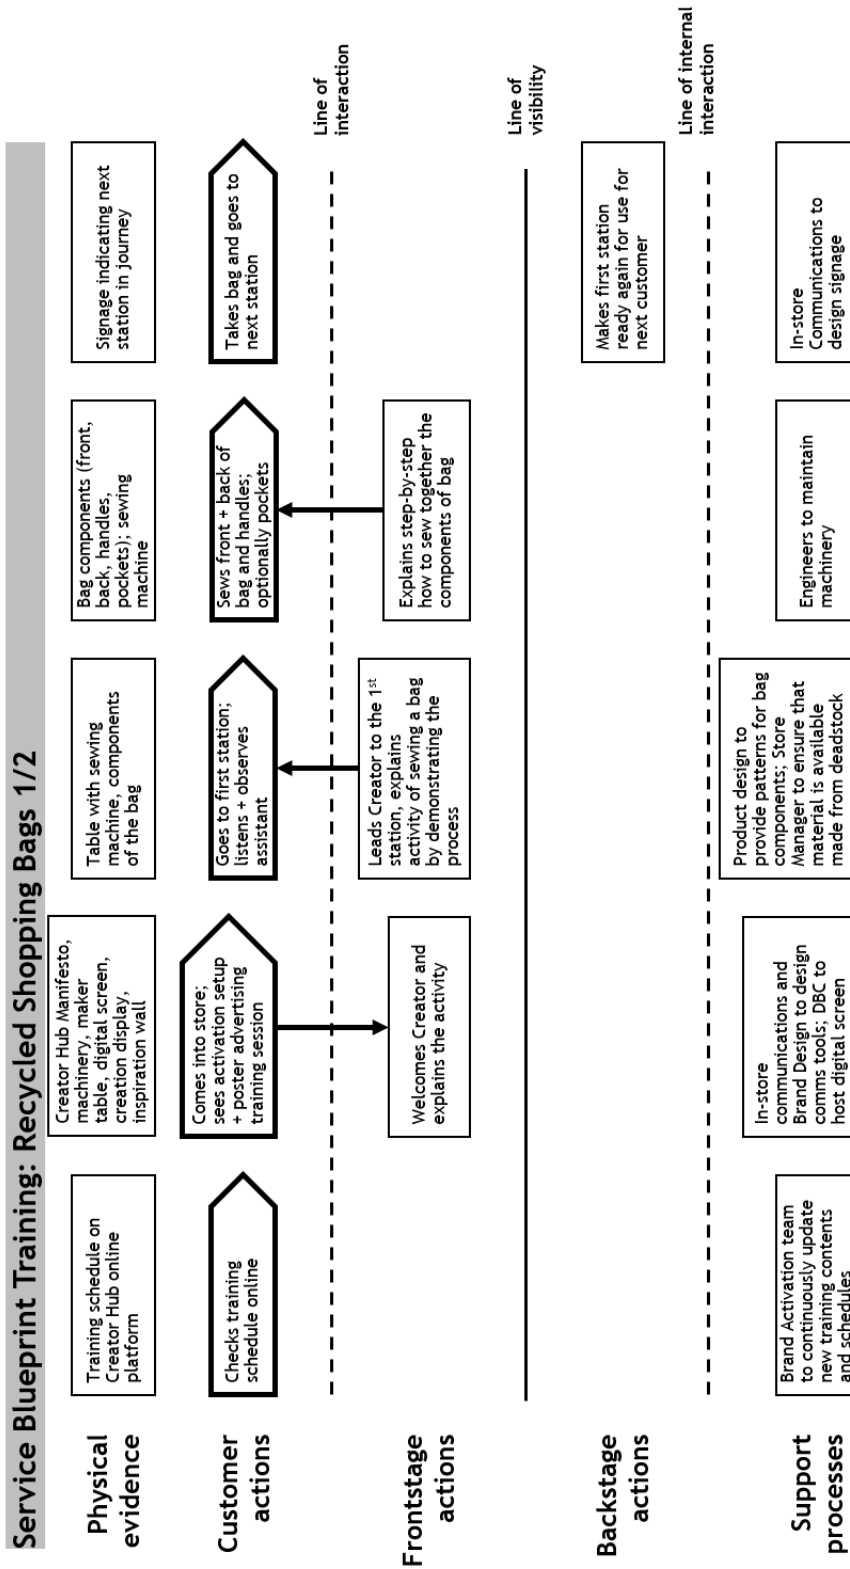 Service Blueprint Training: Recycled Shopping Bags 1/2
Physical
evidence
Training schedule on
Creator Hub online
platform
Creator Hub Manifesto,
machinery, maker
table, digital screen,
creation display,
inspiration wall
Table with sewing
machine, components
of the bag
Bag components (front,
back, handles,
pockets); sewing
machine
Signage indicating next
station in journey
Customer
actions
Checks training
schedule online
Comes into store;
sees activation setup
+ poster advertising
training session
Goes to first station;
listens + observes
assistant
Sews front + back of
bag and handles;
optionally pockets
Takes bag and goes to
next station
Line of
interaction
Frontstage
actions
Welcomes Creator and
explains the activity
Leads Creator to the 1st
station, explains
activity of sewing a bag
by demonstrating the
process
Explains step-by-step
how to sew together the
components of bag
Line of
visibility
Backstage
actions
Makes first station
ready again for use for
next customer
Line of internal
interaction
Support
processes
Brand Activation team
to continuously update
new training contents
and schedules
In-store
communications and
Brand Design to design
comms tools; DBC to
host digital screen
Product design to
provide patterns for bag
components; Store
Manager to ensure that
material is available
made from deadstock
Engineers to maintain
machinery
In-store
Communications to
design signage